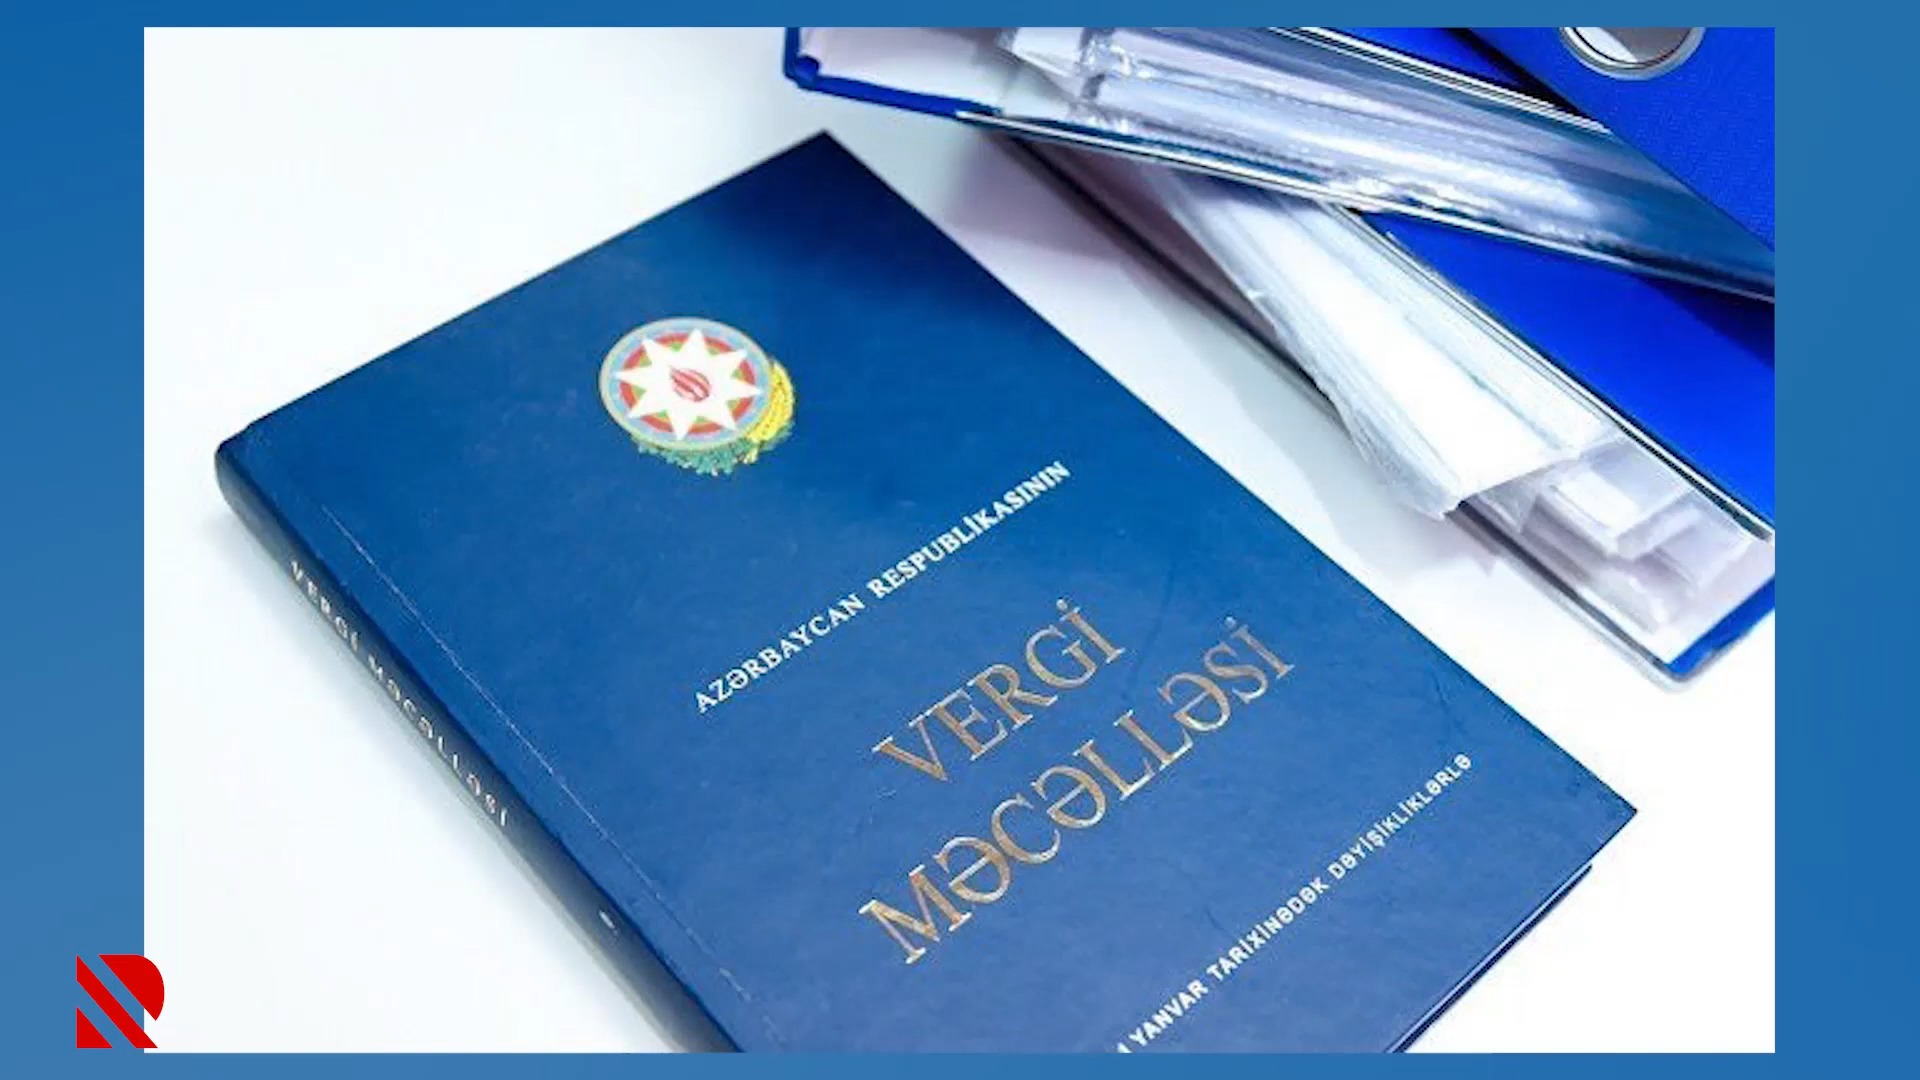 AZƏRBAYCAN RESPUBLİKASININ
VERGİ
MƏCƏLLƏSİ
YANVAR TARİXİNƏDƏK DƏYİŞİKLİKLƏRLƏ
VERGİ MƏCƏLLƏSİ